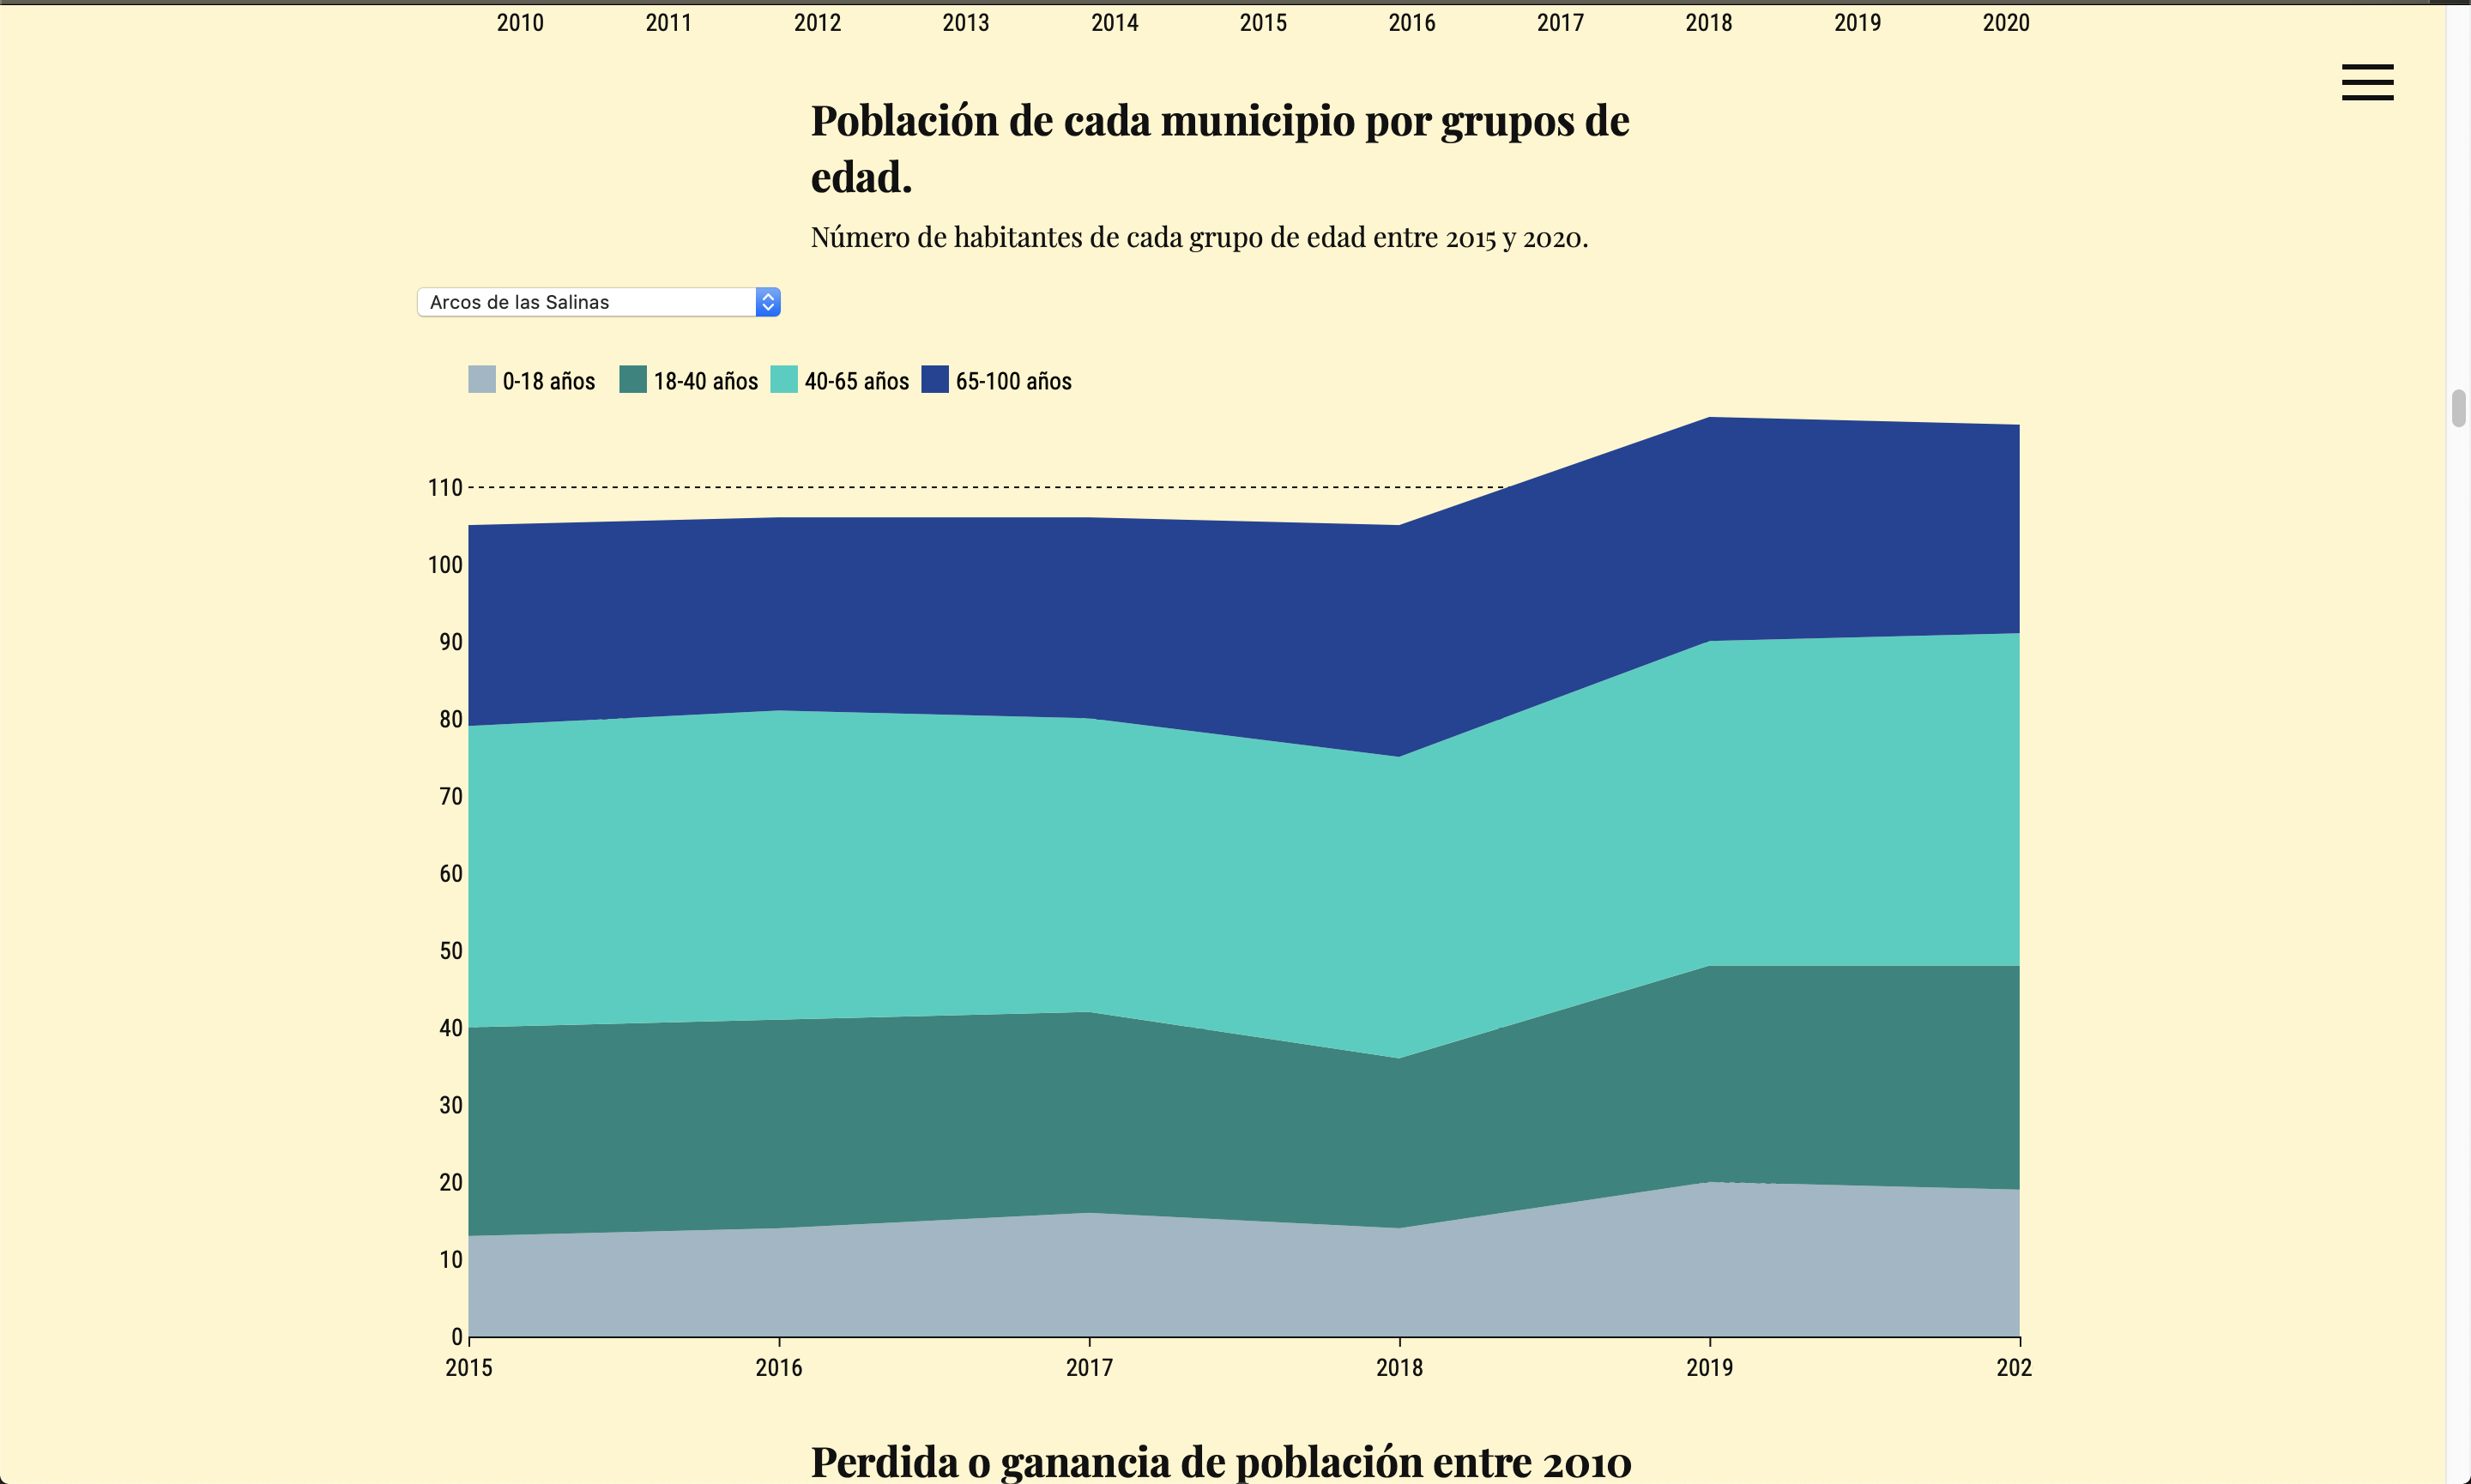 2010 2011 2012 2013 2014 2015 2016 2017 2018 2019 2020
Población de cada municipio por grupos de
edad.
Número de habitantes de cada grupo de edad entre 2015 y 2020.
Arcos de las Salinas
0-18 años 18-40 años 40-65 años 65-100 años
110
100
90
80
70
60
50
40
30
20
10
0
2015 2016 2017 2018 2019 202
Perdida o ganancia de población entre 2010